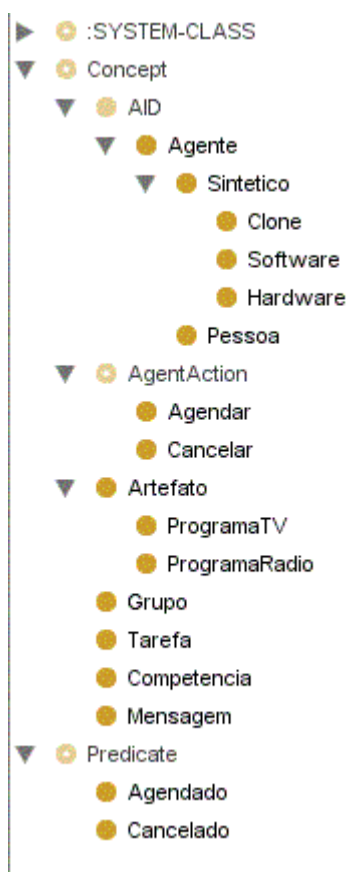 :SYSTEM-CLASS
Concept
AID
Agente
Sintetico
Clone
Software
Hardware
Pessoa
AgentAction
Agendar
Cancelar
Artefato
ProgramaTV
ProgramaRadio
Grupo
Tarefa
Competencia
Mensagem
Predicate
Agendado
Cancelado